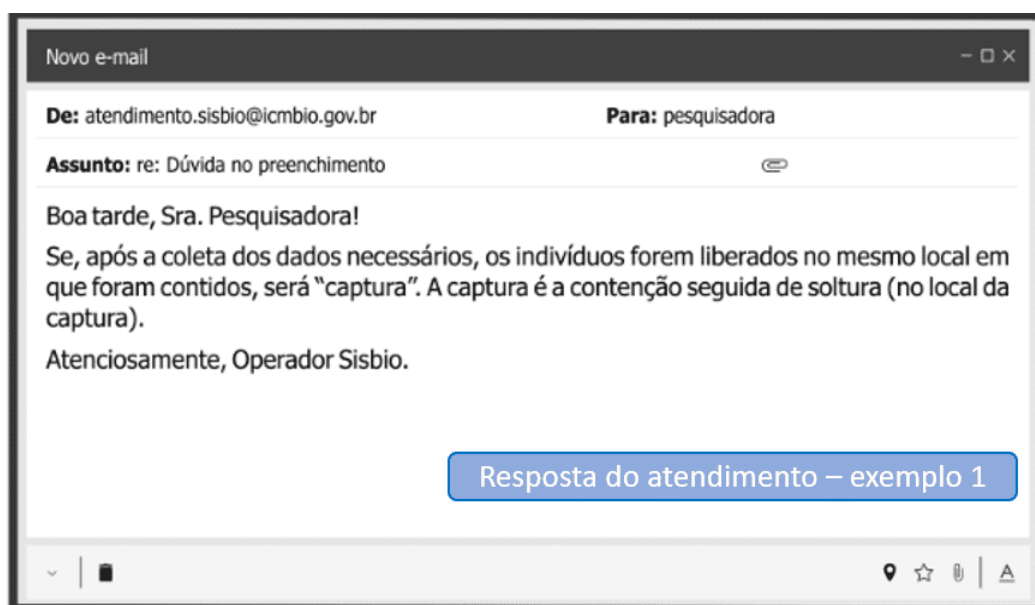 Novo e-mail
De: atendimento.sisbio@icmbio.gov.br Para: pesquisadora
Assunto: re: Dúvida no preenchimento
Boa tarde, Sra. Pesquisadora!
Se, após a coleta dos dados necessários, os indivíduos forem liberados no mesmo local em
que foram contidos, será “captura”. A captura é a contenção seguida de soltura (no local da
captura).
Atenciosamente, Operador Sisbio.
Resposta do atendimento – exemplo 1
A